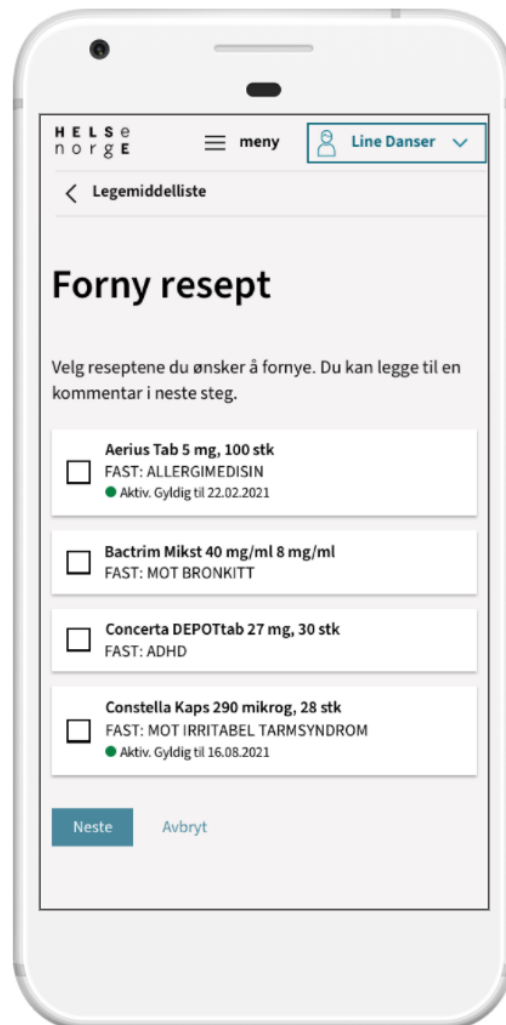 HELSe
norgE
meny
Line Danser
Legemiddelliste
Forny resept
Velg reseptene du ønsker å fornye. Du kan legge til en
kommentar i neste steg.
Aerius Tab 5 mg, 100 stk
FAST: ALLERGIMEDISIN
Aktiv. Gyldig til 22.02.2021
Bactrim Mikst 40 mg/ml 8 mg/ml
FAST: MOT BRONKITT
Concerta DEPOTtab 27 mg, 30 stk
FAST: ADHD
Constella Kaps 290 mikrog, 28 stk
FAST: MOT IRRITABEL TARMSYNDROM
Aktiv. Gyldig til 16.08.2021
Neste
Avbryt